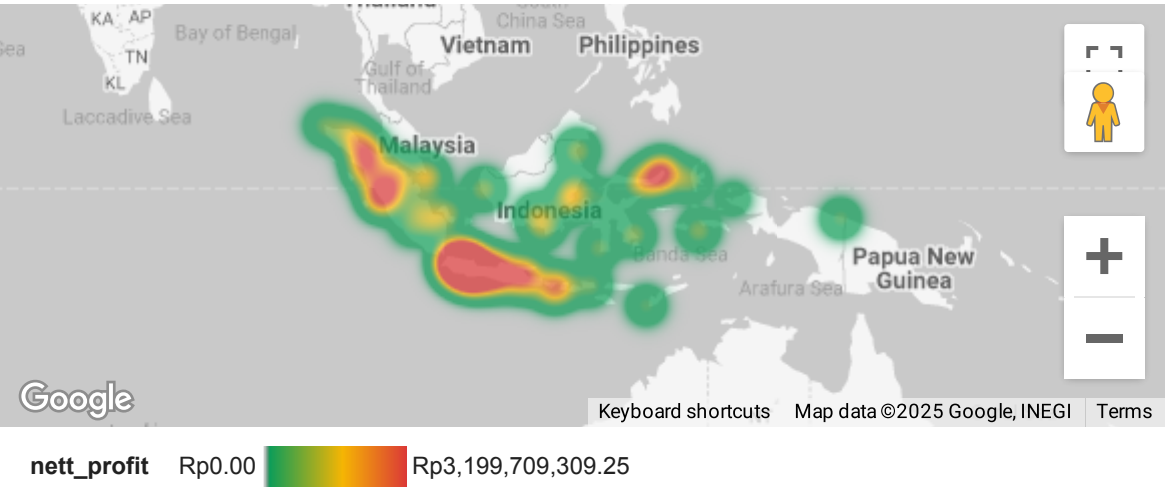 Thailand
South
China Sea
KA AP
Bay of Bengal
Sea
Vietnam
Philippines
TN
Gulf of
Thailand
KL
Laccadive Sea
Malaysia
Indonesia
Banda Sea
Papua New
Guinea
Arafura Sea
+
−
Google
Keyboard shortcuts Map data ©2025 Google, INEGI Terms
nett_profit Rp0.00 Rp3,199,709,309.25